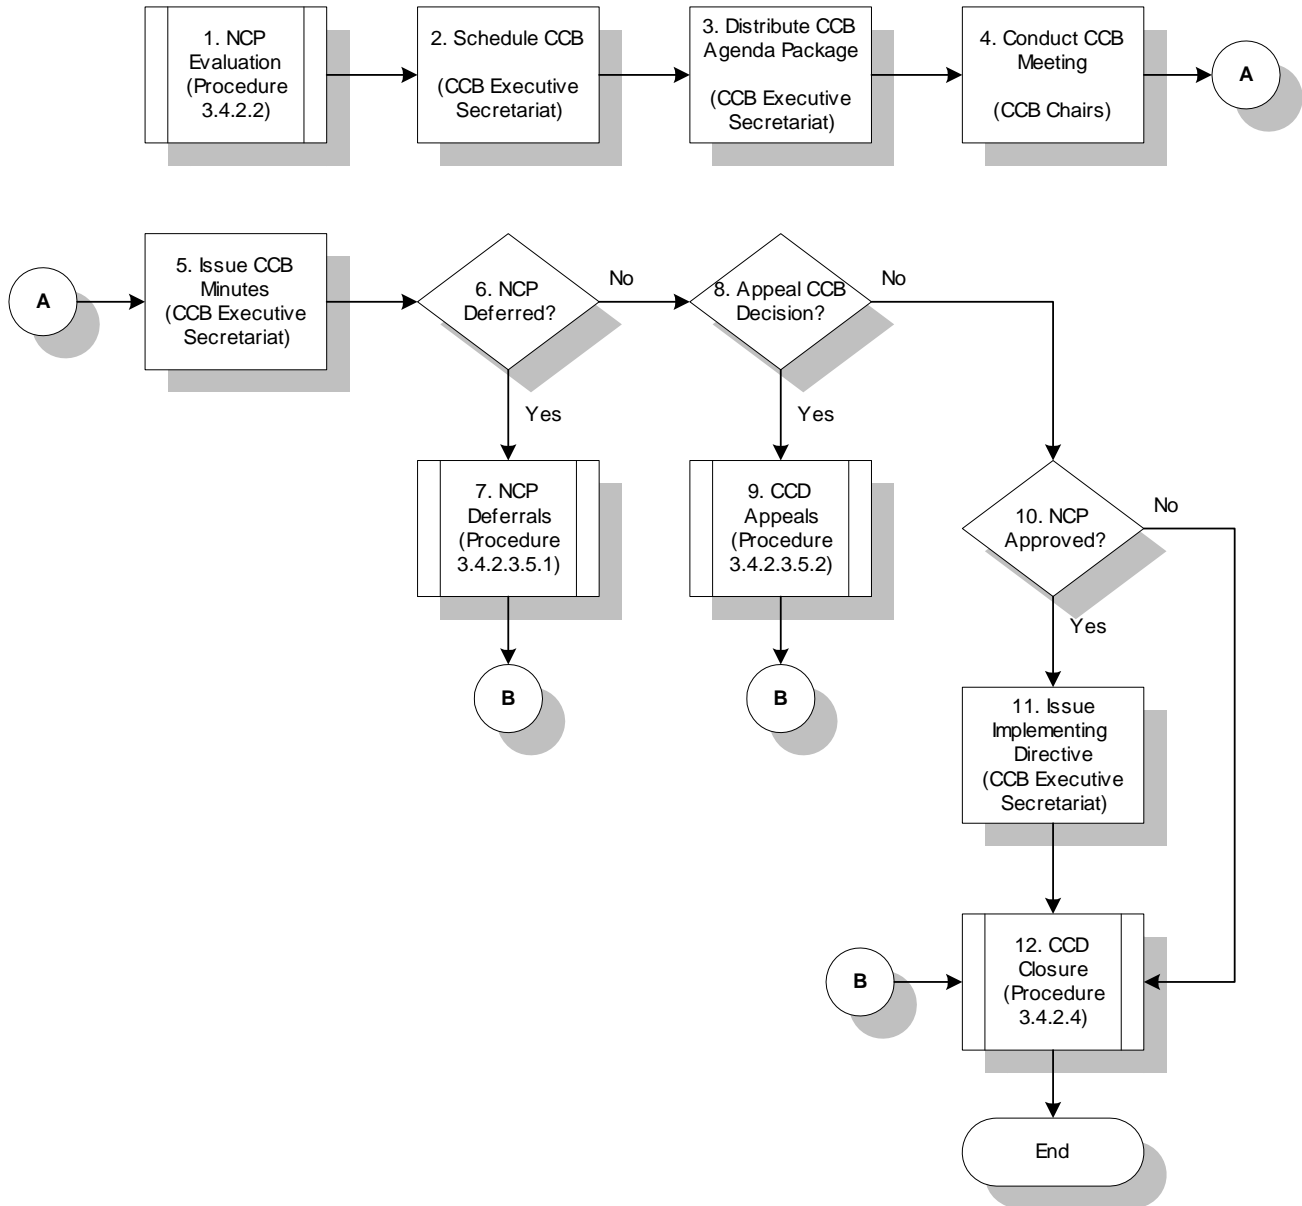 1. NCP
Evaluation
(Procedure
3.4.2.2)
2. Schedule CCB
(CCB Executive
Secretariat)
3. Distribute CCB
Agenda Package
(CCB Executive
Secretariat)
4. Conduct CCB
Meeting
(CCB Chairs)
A
A
5. Issue CCB
Minutes
(CCB Executive
Secretariat)
6. NCP
Deferred?
No
Yes
8. Appeal CCB
Decision?
No
Yes
7. NCP
Deferrals
(Procedure
3.4.2.3.5.1)
9. CCD
Appeals
(Procedure
3.4.2.3.5.2)
10. NCP
Approved?
No
Yes
B
B
11. Issue
Implementing
Directive
(CCB Executive
Secretariat)
B
12. CCD
Closure
(Procedure
3.4.2.4)
End